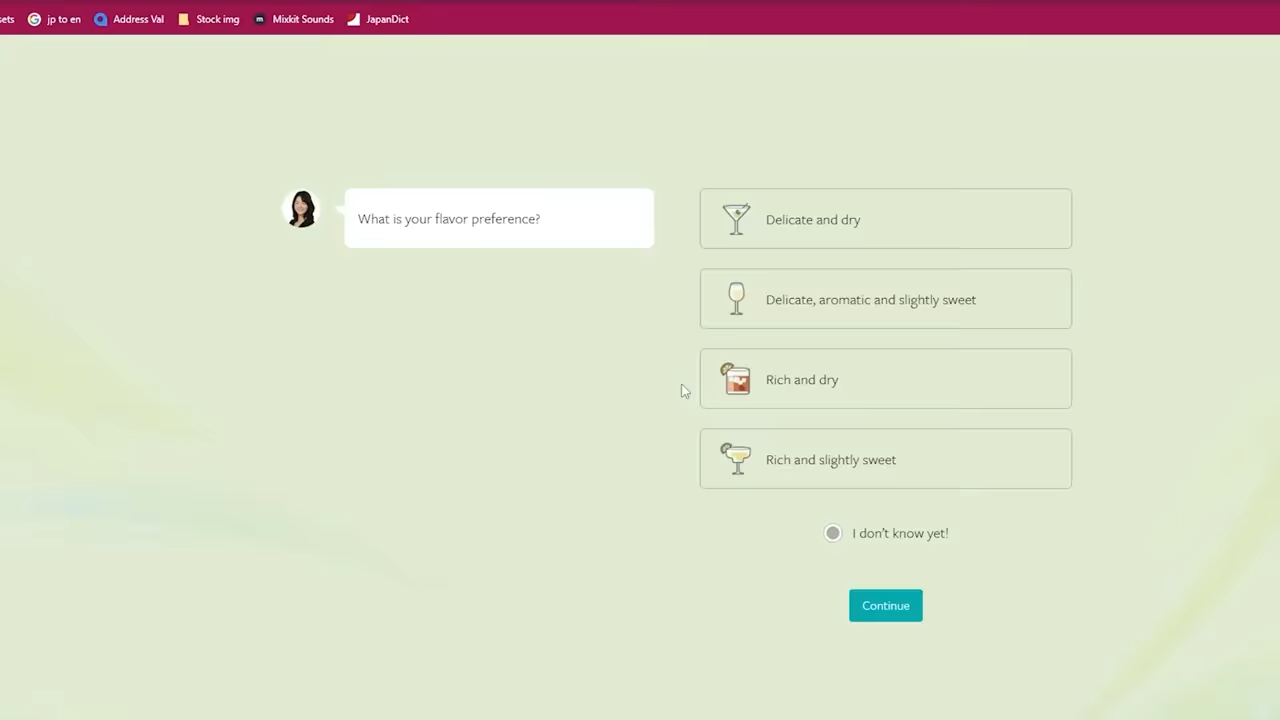 sets jp to en Address Val Stock img Mixkit Sounds JapanDict
What is your flavor preference?
Delicate and dry
Delicate, aromatic and slightly sweet
Rich and dry
Rich and slightly sweet
I don't know yet!
Continue